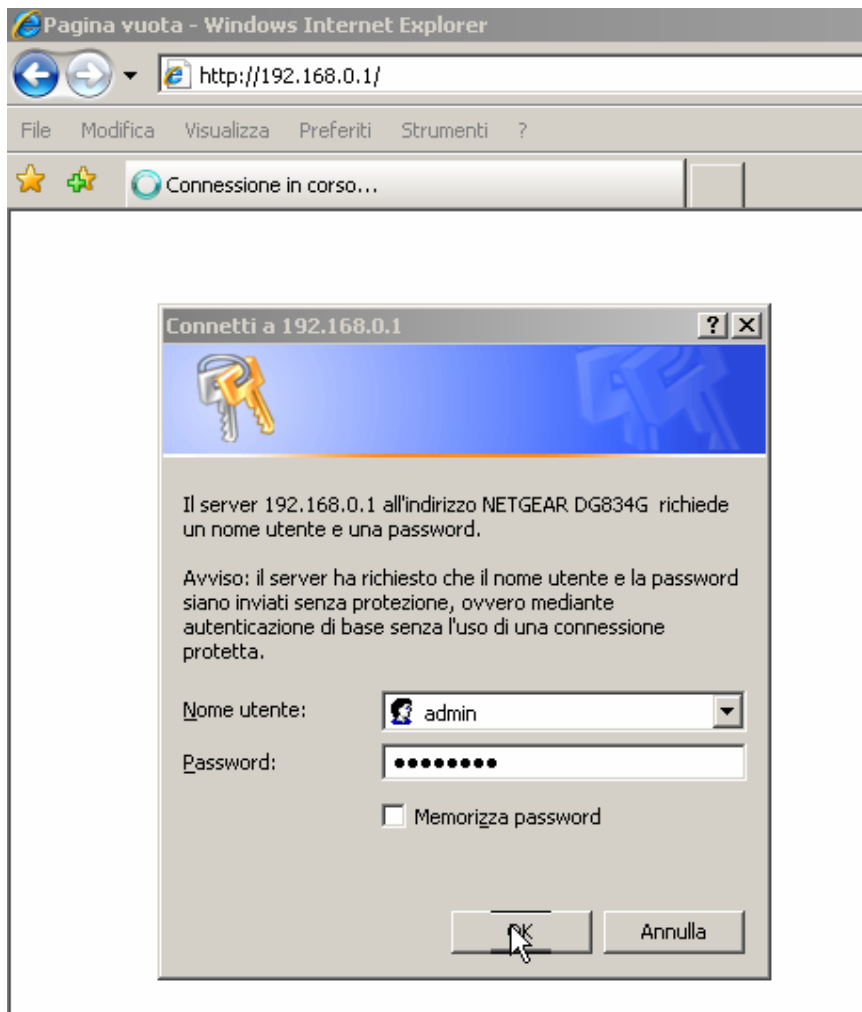 Pagina vuota - Windows Internet Explorer
http://192.168.0.1/
File Modifica Visualizza Preferiti Strumenti ?
Connessione in corso...
Connetti a 192.168.0.1
Il server 192.168.0.1 all'indirizzo NETGEAR DG834G richiede
un nome utente e una password.
Avviso: il server ha richiesto che il nome utente e la password
siano inviati senza protezione, ovvero mediante
autenticazione di base senza l'uso di una connessione
protetta.
Nome utente: admin
Password: ●●●●●●●●
Memorizza password
OK Annulla